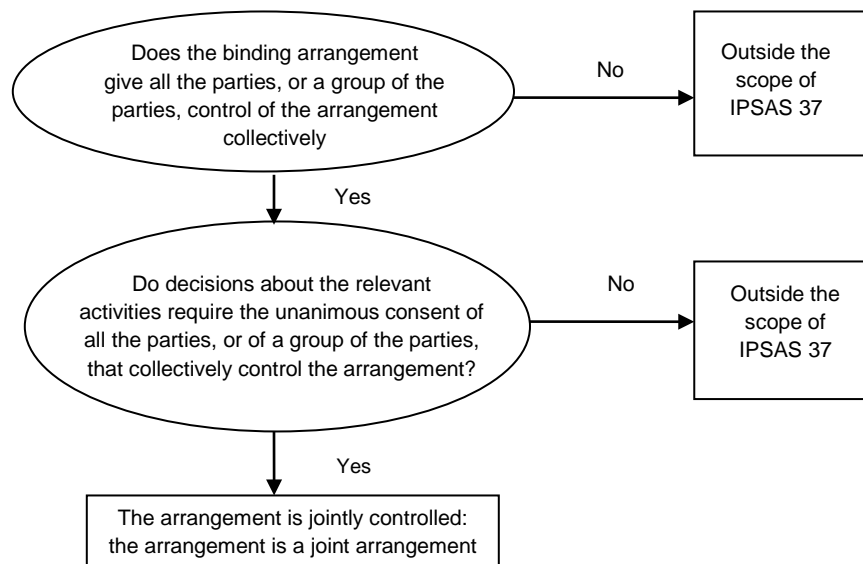 Does the binding arrangement
give all the parties, or a group of the
parties, control of the arrangement
collectively
No
Outside the
scope of
IPSAS 37
Yes
Do decisions about the relevant
activities require the unanimous consent of
all the parties, or of a group of the parties,
that collectively control the arrangement?
No
Outside the
scope of
IPSAS 37
Yes
The arrangement is jointly controlled:
the arrangement is a joint arrangement